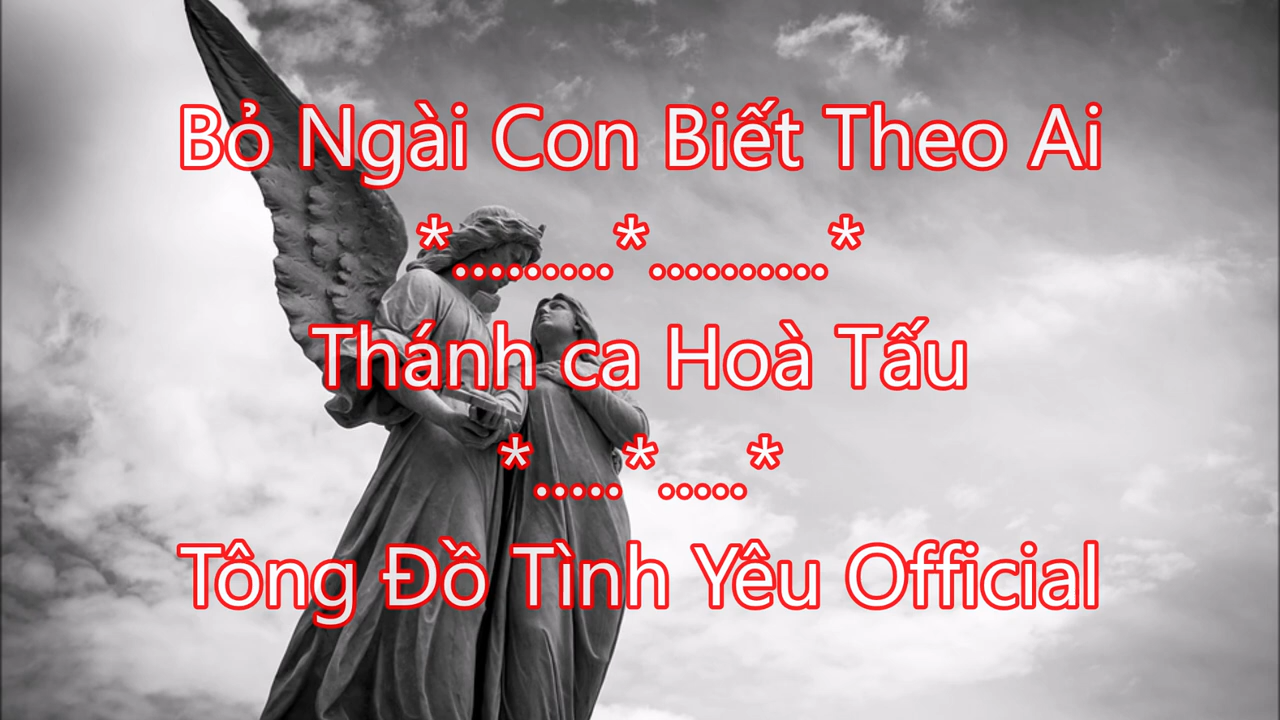 Bỏ Ngài Con Biết Theo Ai
*.........*..........*
Thánh ca Hoà Tấu
*.....*.....*
Tông Đồ Tình Yêu Official